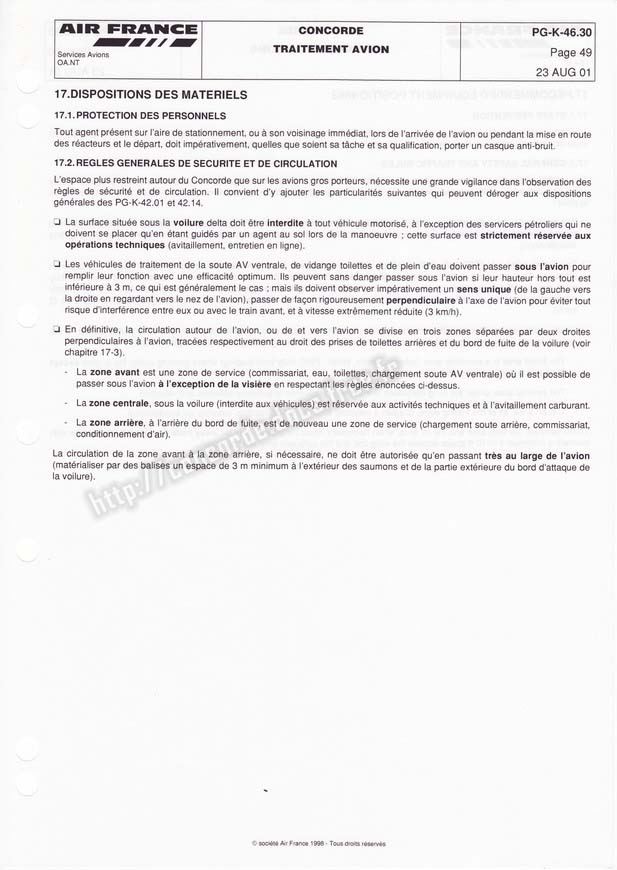 AIR FRANCE
Services Avions
OA.NT
CONCORDE
TRAITEMENT AVION
PG-K-46.30
Page 49
23 AUG 01
17.DISPOSITIONS DES MATERIELS
17.1. PROTECTION DES PERSONNELS
Tout agent présent sur l'aire de stationnement, ou à son voisinage immédiat, lors de l'arrivée de l'avion ou pendant la mise en route
des réacteurs et le départ, doit impérativement, quelles que soient sa tâche et sa qualification, porter un casque anti-bruit.
17.2. REGLES GENERALES DE SECURITE ET DE CIRCULATION
L'espace plus restreint autour du Concorde que sur les avions gros porteurs, nécessite une grande vigilance dans l'observation des
règles de sécurité et de circulation. Il convient d'y ajouter les particularités suivantes qui peuvent déroger aux dispositions
générales des PG-K-42.01 et 42.14.
❑ La surface située sous la voilure delta doit être interdite à tout véhicule motorisé, à l'exception des servicers pétroliers qui ne
doivent se placer qu'en étant guidés par un agent au sol lors de la manoeuvre ; cette surface est strictement réservée aux
opérations techniques (avitaillement, entretien en ligne).
❑ Les véhicules de traitement de la soute AV ventrale, de vidange toilettes et de plein d'eau doivent passer sous l'avion pour
remplir leur fonction avec une efficacité optimum. Ils peuvent sans danger passer sous l'avion si leur hauteur hors tout est
inférieure à 3 m, ce qui est généralement le cas ; mais ils doivent observer impérativement un sens unique (de la gauche vers
la droite en regardant vers le nez de l'avion), passer de façon rigoureusement perpendiculaire à l'axe de l'avion pour éviter tout
risque d'interférence entre eux ou avec le train avant, et à vitesse extrêmement réduite (3 km/h).
❑ En définitive, la circulation autour de l'avion, ou de et vers l'avion se divise en trois zones séparées par deux droites
perpendiculaires à l'avion, tracées respectivement au droit des prises de toilettes arrières et du bord de fuite de la voilure (voir
chapitre 17-3).
- La zone avant est une zone de service (commissariat, eau, toilettes, chargement soute AV ventrale) où il est possible de
passer sous l'avion à l'exception de la visière en respectant les règles énoncées ci-dessus.
- La zone centrale, sous la voilure (interdite aux véhicules) est réservée aux activités techniques et à l'avitaillement carburant.
- La zone arrière, à l'arrière du bord de fuite, est de nouveau une zone de service (chargement soute arrière, commissariat,
conditionnement d'air).
La circulation de la zone avant à la zone arrière, si nécessaire, ne doit être autorisée qu'en passant très au large de l'avion
(matérialiser par des balises un espace de 3 m minimum à l'extérieur des saumons et de la partie extérieure du bord d'attaque de
la voilure).
© société Air France 1998 - Tous droits réservés